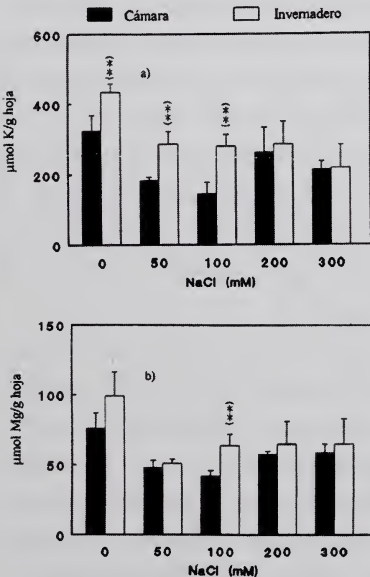 Cámara Invernadero
a)
(**) (**) (**)
600
400
200
0
µmol K/g hoja
0 50 100 200 300
NaCl (mM)
b)
(**)
150
100
50
0
µmol Mg/g hoja
0 50 100 200 300
NaCl (mM)